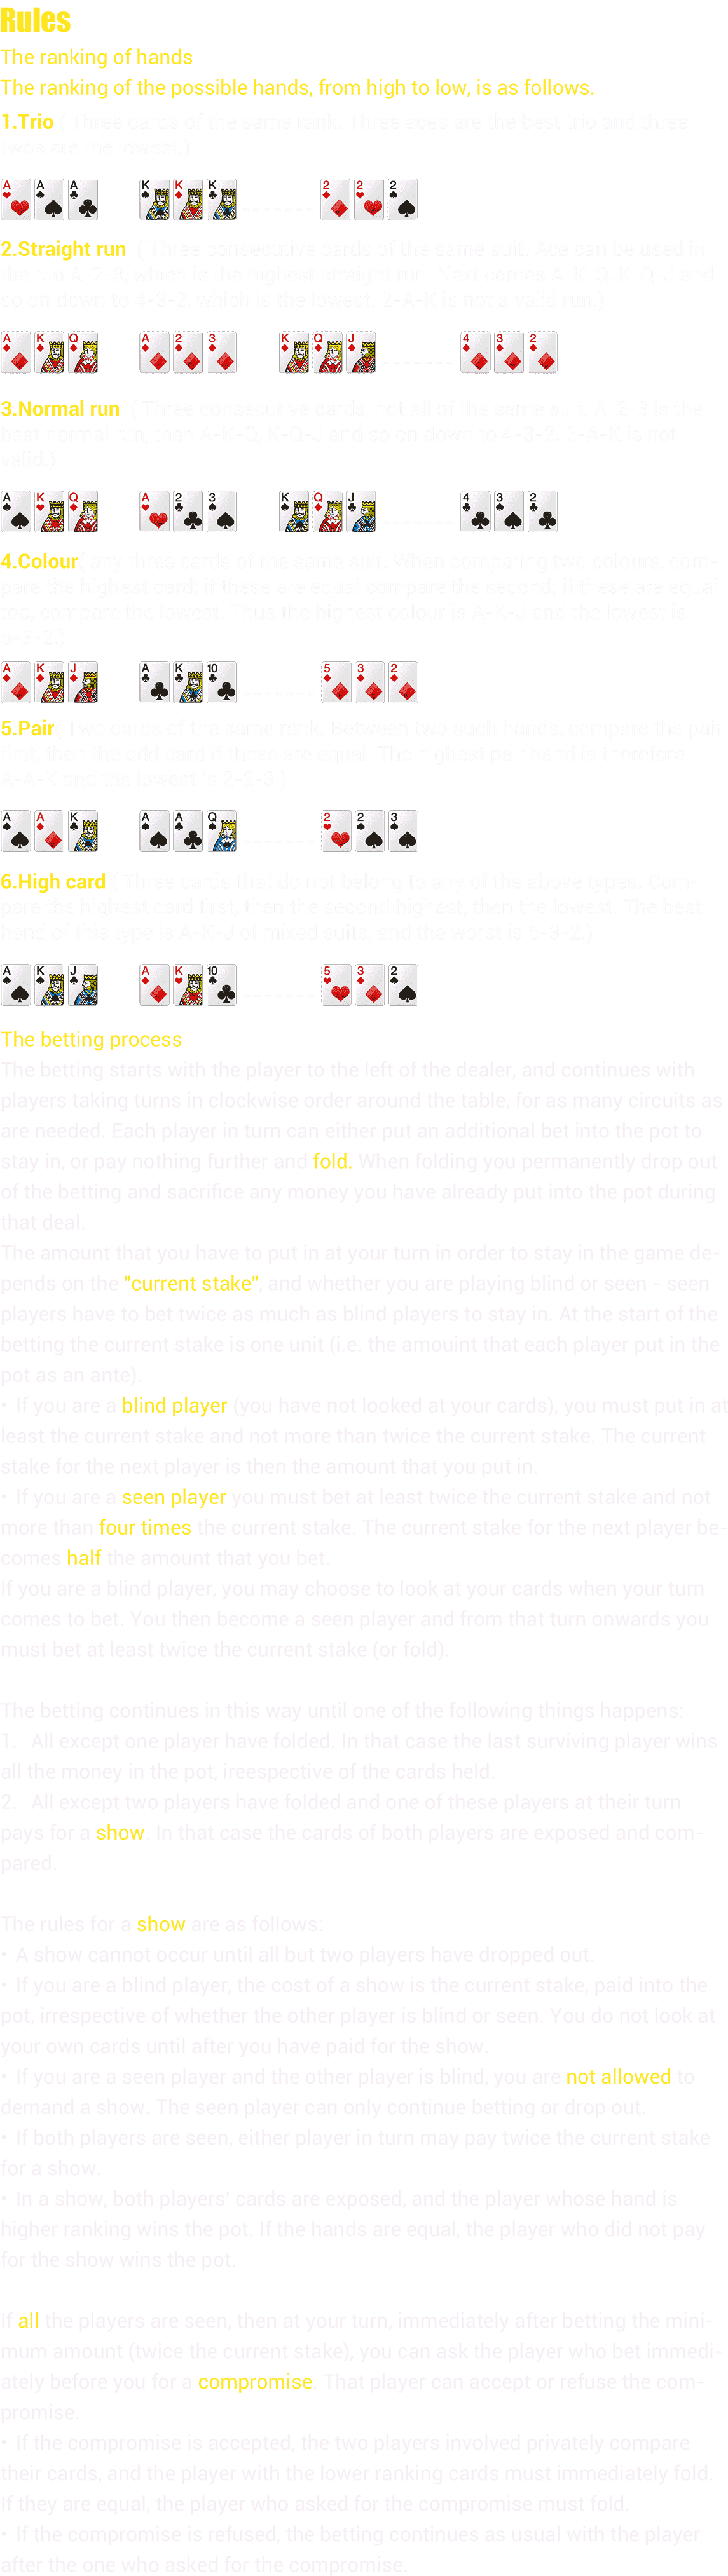 Rules
The ranking of hands
The ranking of the possible hands, from high to low, is as follows.
1.Trio ( Three cards of the same rank. Three aces are the best trio and three
twos are the lowest.)
A A A K K K 2 2 2
2.Straight run ( Three consecutive cards of the same suit. Ace can be used in
the run A-2-3, which is the highest straight run. Next comes A-K-Q, K-Q-J and
so on down to 4-3-2, which is the lowest. 2-A-K is not a valid run.)
A K Q A 2 3 K Q J 4 3 2
3.Normal run ( Three consecutive cards, not all of the same suit. A-2-3 is the
best normal run, then A-K-Q, K-Q-J and so on down to 4-3-2. 2-A-K is not
valid.)
A K Q A 2 3 K Q J 4 3 2
4.Colour( any three cards of the same suit. When comparing two colours, com-
pare the highest card; if these are equal compare the second; if these are equal
too, compare the lowest. Thus the highest colour is A-K-J and the lowest is
5-3-2.)
A K J A K 10 5 3 2
5.Pair( Two cards of the same rank. Between two such hands, compare the pair
first, then the odd card if these are equal. The highest pair hand is therefore
A-A-K and the lowest is 2-2-3.)
A A K A A Q 2 2 3
6.High card ( Three cards that do not belong to any of the above types. Com-
pare the highest card first, then the second highest, then the lowest. The best
hand of this type is A-K-J of mixed suits, and the worst is 5-3-2.)
A K J A K 10 5 3 2
The betting process
The betting starts with the player to the left of the dealer, and continues with
players taking turns in clockwise order around the table, for as many circuits as
are needed. Each player in turn can either put an additional bet into the pot to
stay in, or pay nothing further and fold. When folding you permanently drop out
of the betting and sacrifice any money you have already put into the pot during
that deal.
The amount that you have to put in at your turn in order to stay in the game de-
pends on the "current stake", and whether you are playing blind or seen - seen
players have to bet twice as much as blind players to stay in. At the start of the
betting the current stake is one unit (i.e. the amouint that each player put in the
pot as an ante).
• If you are a blind player (you have not looked at your cards), you must put in at
least the current stake and not more than twice the current stake. The current
stake for the next player is then the amount that you put in.
• If you are a seen player you must bet at least twice the current stake and not
more than four times the current stake. The current stake for the next player be-
comes half the amount that you bet.
If you are a blind player, you may choose to look at your cards when your turn
comes to bet. You then become a seen player and from that turn onwards you
must bet at least twice the current stake (or fold).
The betting continues in this way until one of the following things happens:
1. All except one player have folded. In that case the last surviving player wins
all the money in the pot, ireespective of the cards held.
2. All except two players have folded and one of these players at their turn
pays for a show. In that case the cards of both players are exposed and com-
pared.
The rules for a show are as follows:
• A show cannot occur until all but two players have dropped out.
• If you are a blind player, the cost of a show is the current stake, paid into the
pot, irrespective of whether the other player is blind or seen. You do not look at
your own cards until after you have paid for the show.
• If you are a seen player and the other player is blind, you are not allowed to
demand a show. The seen player can only continue betting or drop out.
• If both players are seen, either player in turn may pay twice the current stake
for a show.
• In a show, both players' cards are exposed, and the player whose hand is
higher ranking wins the pot. If the hands are equal, the player who did not pay
for the show wins the pot.
If all the players are seen, then at your turn, immediately after betting the mini-
mum amount (twice the current stake), you can ask the player who bet immedi-
ately before you for a compromise. That player can accept or refuse the com-
promise.
• If the compromise is accepted, the two players involved privately compare
their cards, and the player with the lower ranking cards must immediately fold.
If they are equal, the player who asked for the compromise must fold.
• If the compromise is refused, the betting continues as usual with the player
after the one who asked for the compromise.